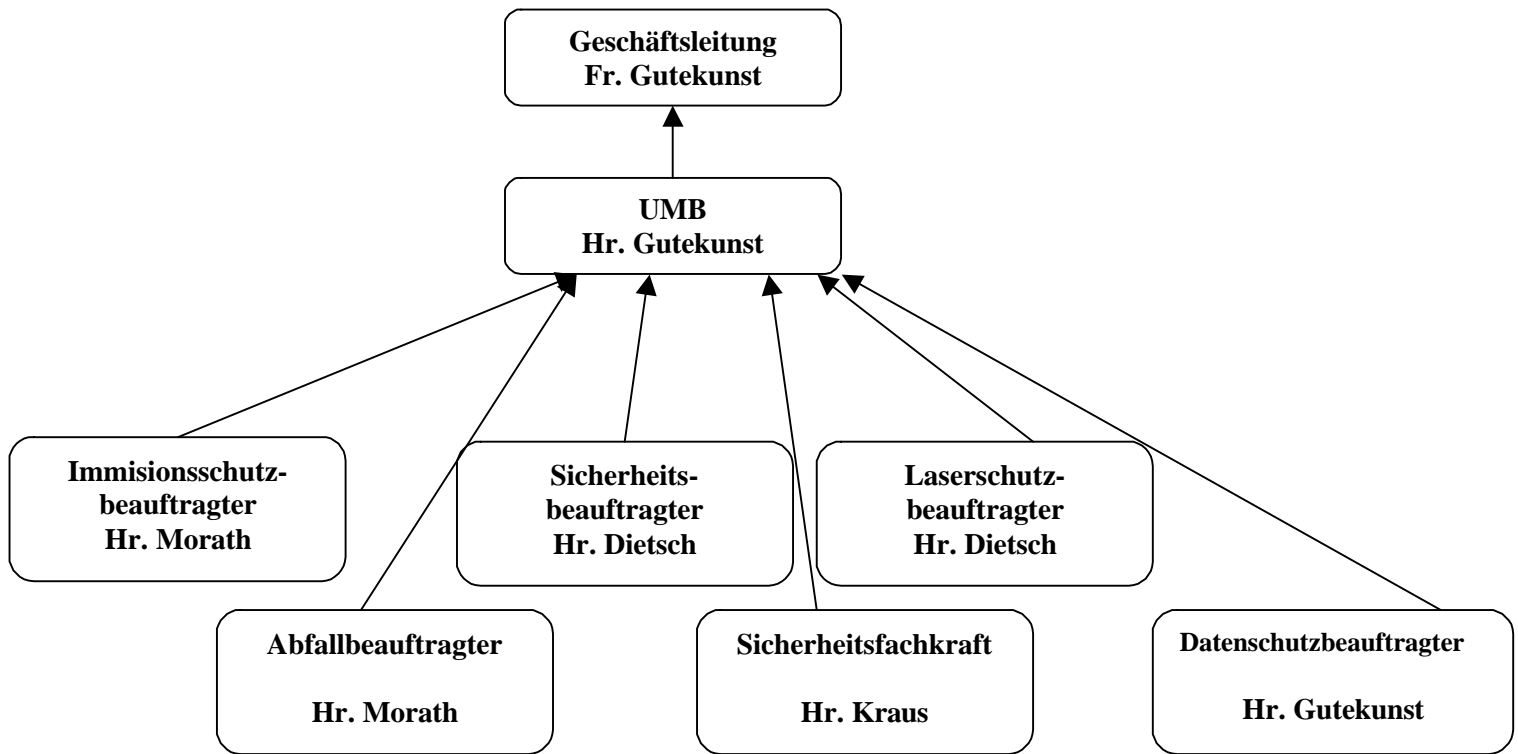 Geschäftsleitung
Fr. Gutekunst
UMB
Hr. Gutekunst
Immisionsschutz-
beauftragter
Hr. Morath
Sicherheits-
beauftragter
Hr. Dietsch
Laserschutz-
beauftragter
Hr. Dietsch
Abfallbeauftragter
Hr. Morath
Sicherheitsfachkraft
Hr. Kraus
Datenschutzbeauftragter
Hr. Gutekunst